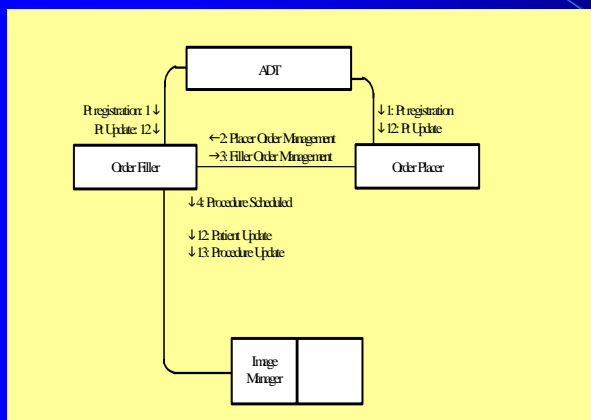 ADT
Pt registration: 1↓
Pt Update: 12↓
↓1: Pt registration
↓12: Pt Update
←2: Placer Order Management
→3: Filler Order Management
Order Filler
Order Placer
↓4: Procedure Scheduled
↓12: Patient Update
↓13: Procedure Update
Image
Manager